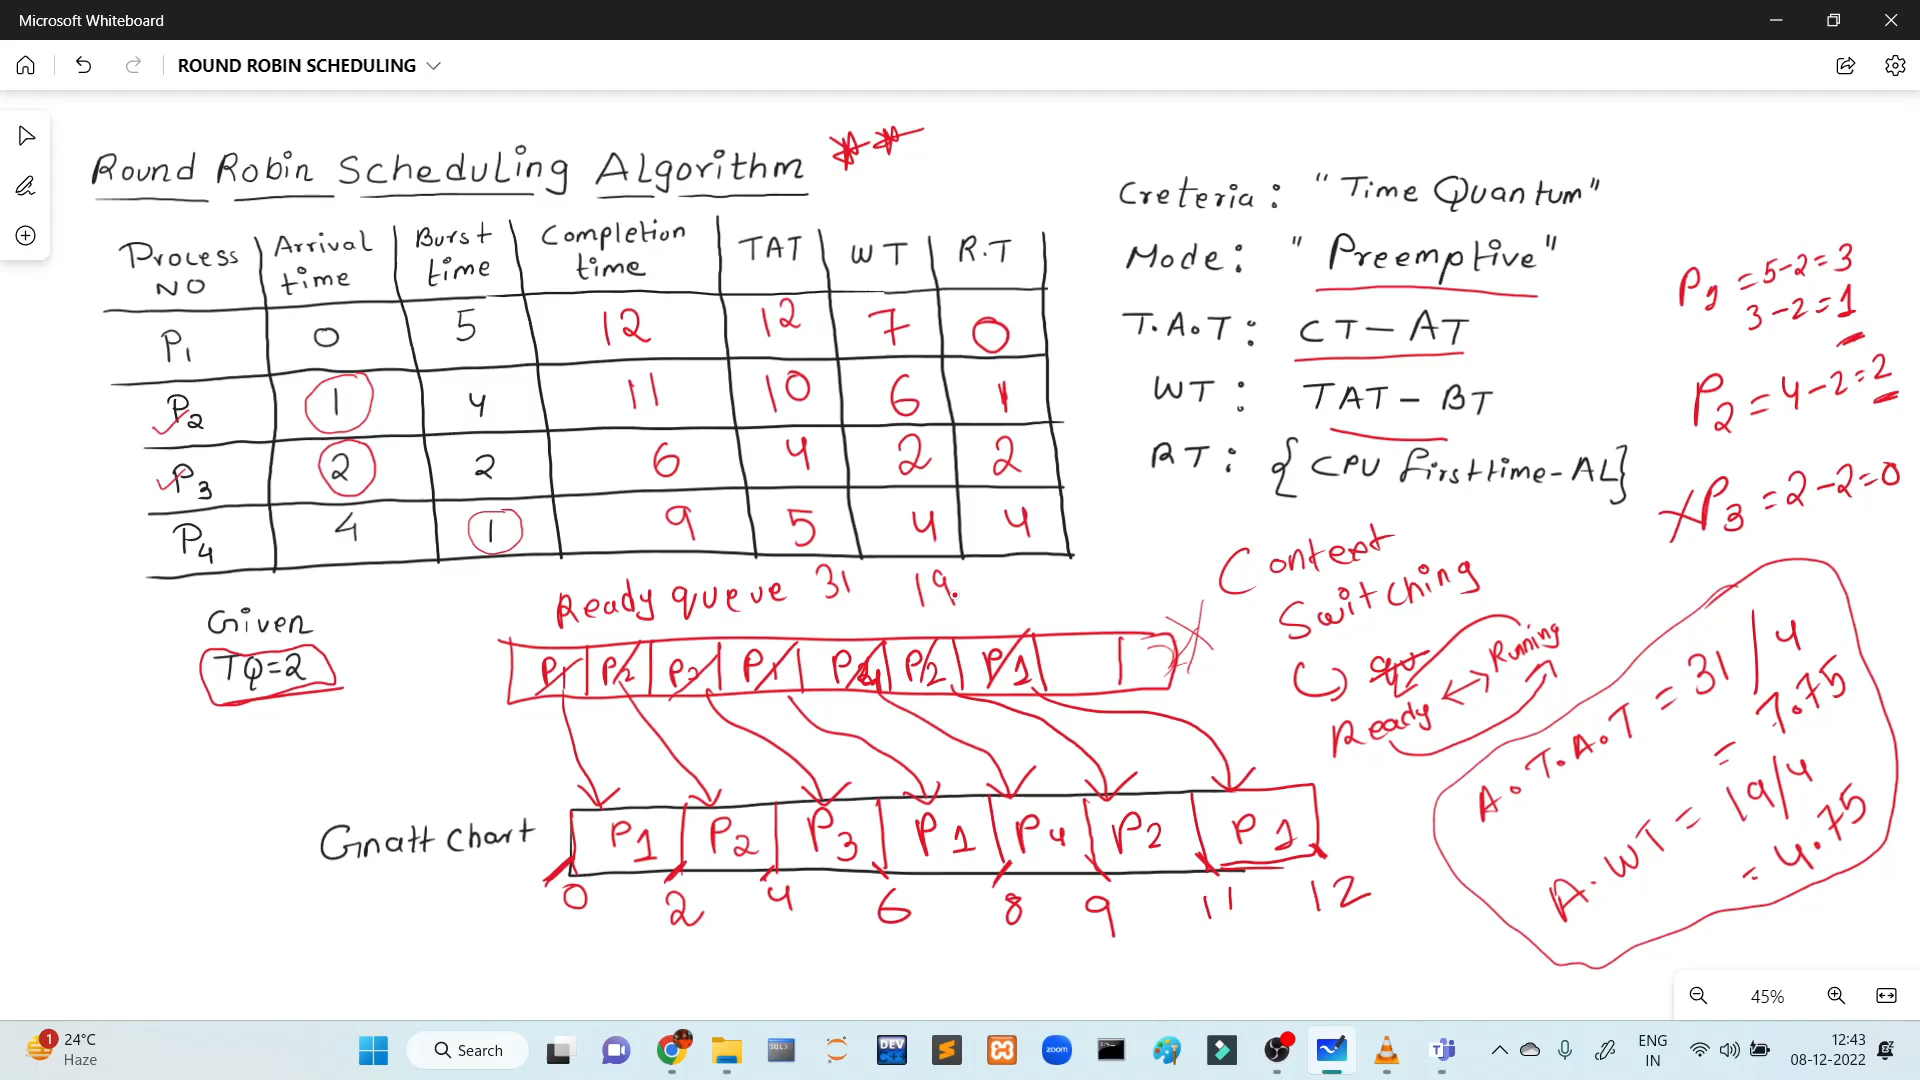 Microsoft Whiteboard
ROUND ROBIN SCHEDULING
Round Robin Scheduling Algorithm **
Process NO | Arrival time | Burst time | Completion time | TAT | WT | R.T
P1 | 0 | 5 | 12 | 12 | 7 | 0
P2 | 1 | 4 | 11 | 10 | 6 | 1
P3 | 2 | 2 | 6 | 4 | 2 | 2
P4 | 4 | 1 | 9 | 5 | 4 | 4
31 19
Creteria: "Time Quantum"
Mode: "Preemptive"
T.A.T: CT-AT
WT: TAT-BT
RT: {CPU firsttime-AL}
P1 = 5-2=3
3-2=1
P2 = 4-2=2
XP3 = 2-2=0
Given
TQ=2
Ready queue
P1 P2 P3 P1 P4 P2 P1
Context
Switching
Running
Ready
Gnatt chart
P1 P2 P3 P1 P4 P2 P1
0 2 4 6 8 9 11 12
A.T.A.T = 31/4
= 7.75
A.WT = 19/4
= 4.75
45%
1
24°C
Haze
Search
SQL
DEV
C++
zoom
ENG
IN
12:43
08-12-2022